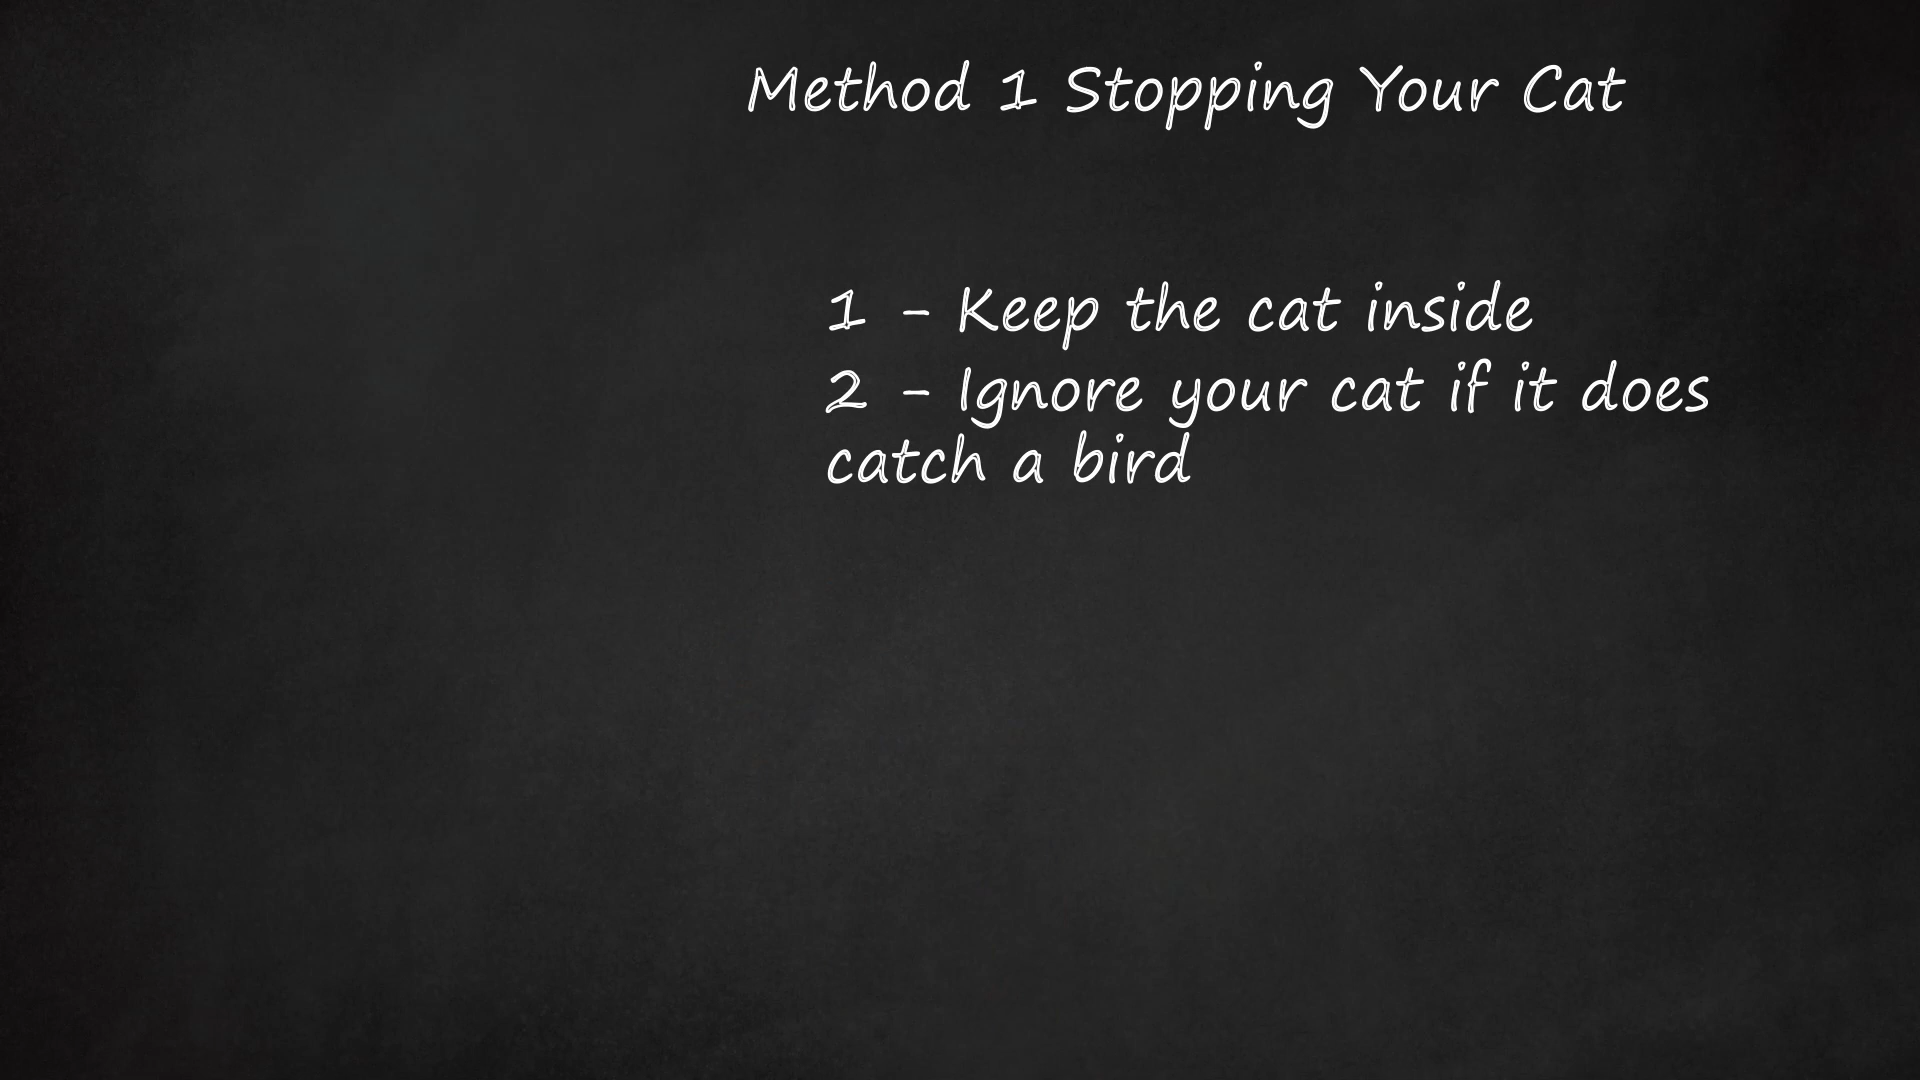 Method 1 Stopping Your Cat
1 - Keep the cat inside
2 - Ignore your cat if it does
catch a bird